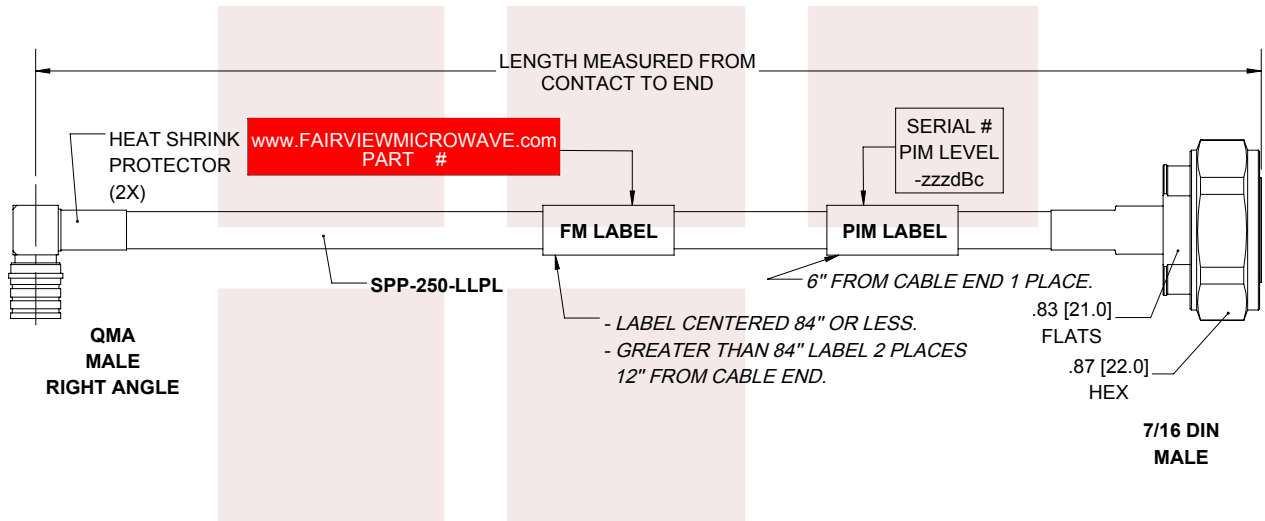 LENGTH MEASURED FROM
CONTACT TO END
HEAT SHRINK
PROTECTOR
(2X)
www.FAIRVIEWMICROWAVE.com
PART #
SERIAL #
PIM LEVEL
-zzzdBc
FM LABEL
PIM LABEL
SPP-250-LLPL
6" FROM CABLE END 1 PLACE.
- LABEL CENTERED 84" OR LESS.
- GREATER THAN 84" LABEL 2 PLACES
12" FROM CABLE END.
.83 [21.0]
FLATS
.87 [22.0]
HEX
QMA
MALE
RIGHT ANGLE
7/16 DIN
MALE